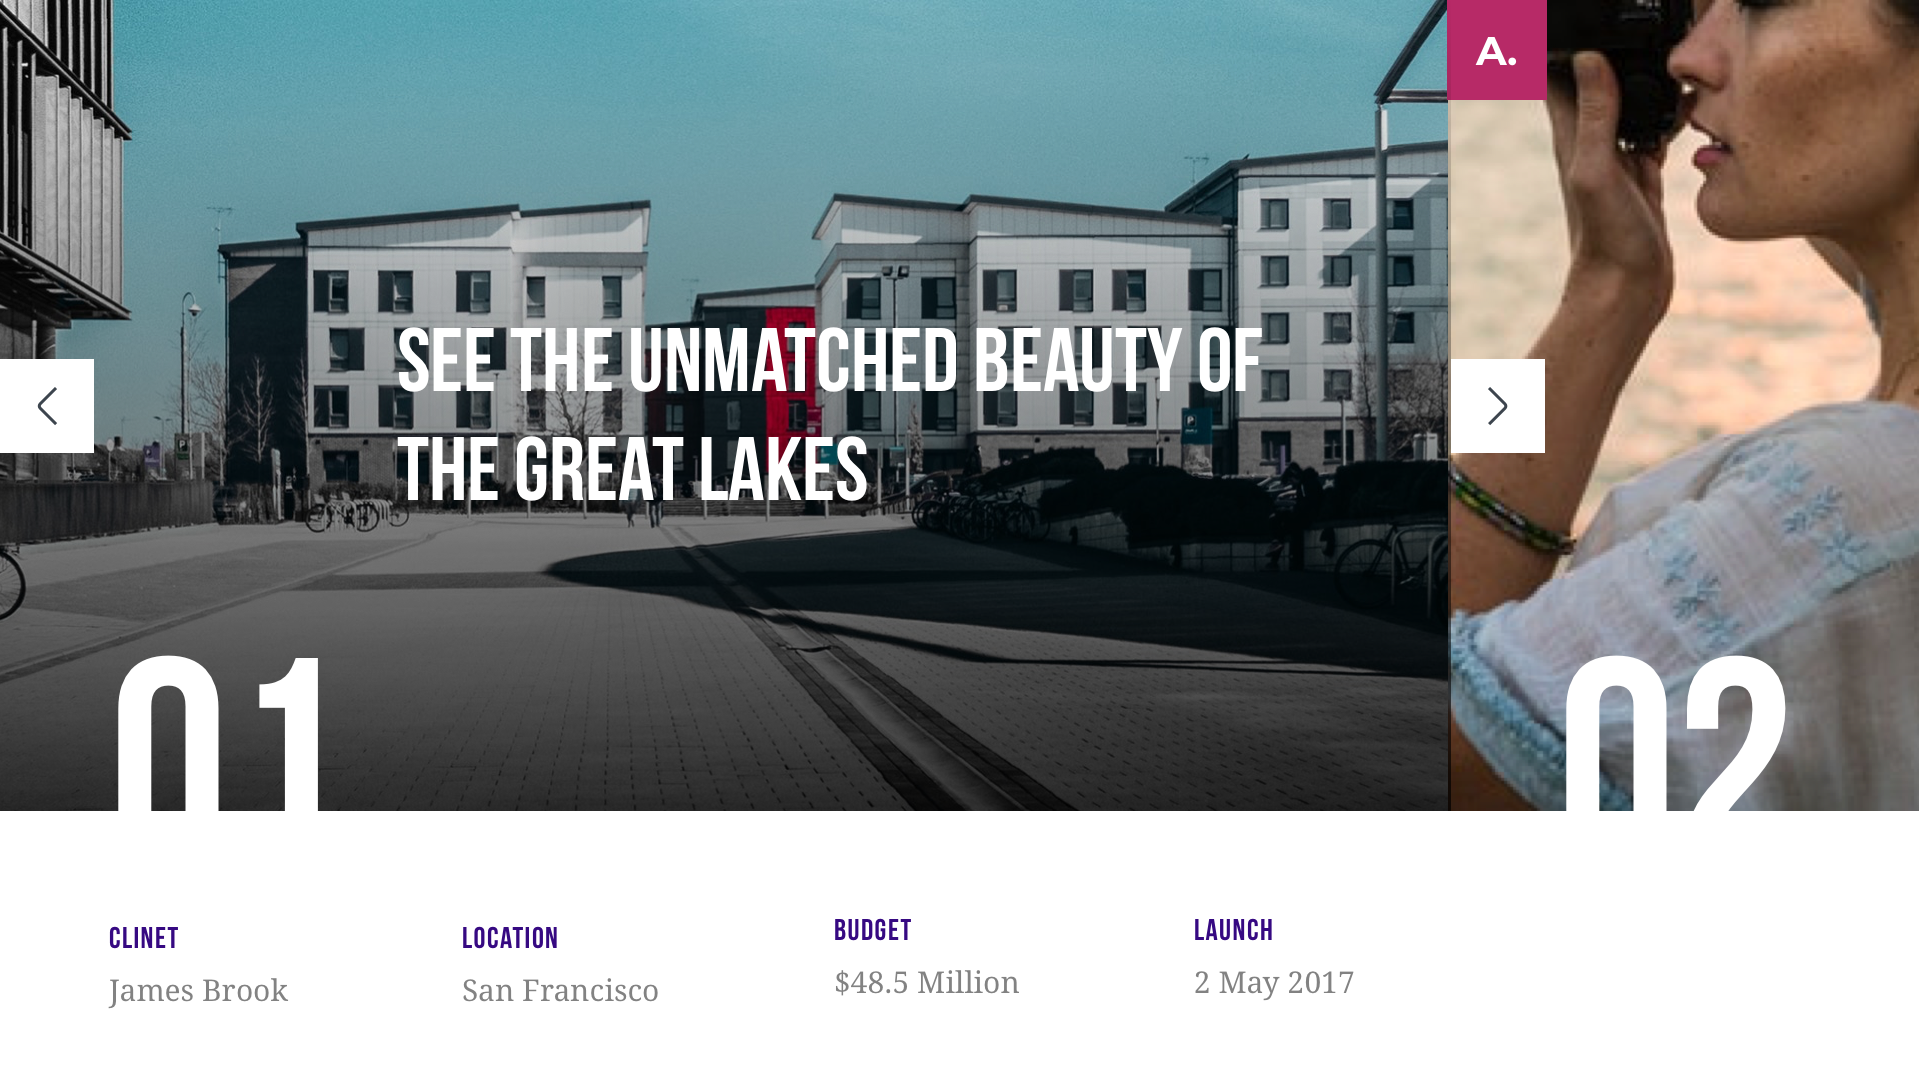 A.
SEE THE UNMATCHED BEAUTY OF
THE GREAT LAKES
01
02
CLINET
James Brook
LOCATION
San Francisco
BUDGET
$48.5 Million
LAUNCH
2 May 2017